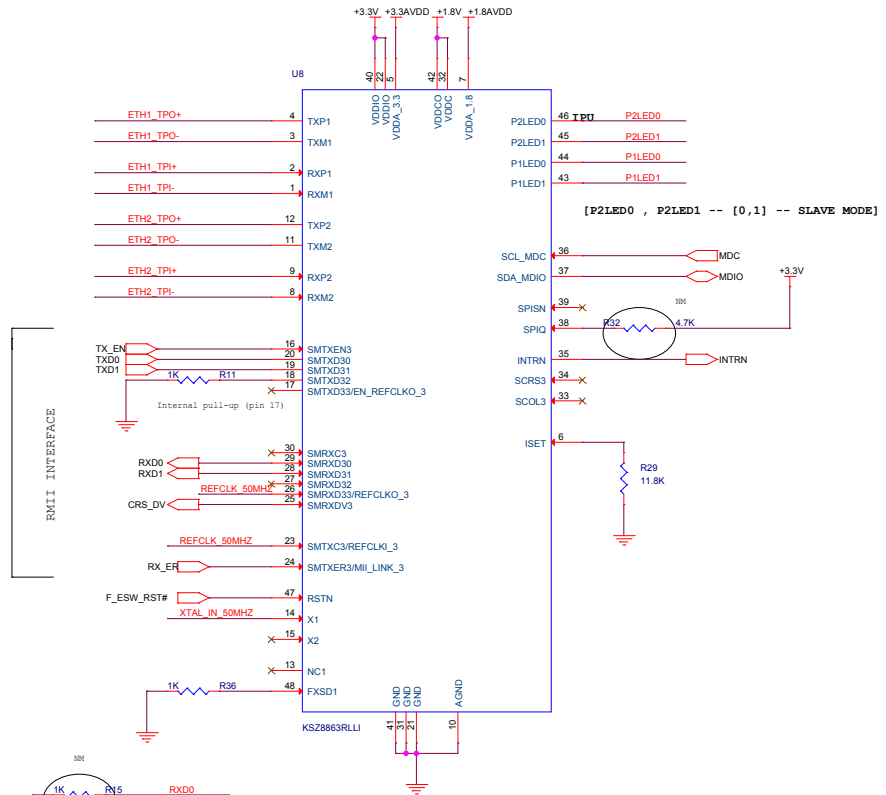 +3.3V +3.3AVDD +1.8V +1.8AVDD
U8
40 22 5 42 32 7
VDDIO VDDIO VDDA_3.3 VDDCO VDDC VDDA_1.8
ETH1_TPO+ 4 TXP1
ETH1_TPO- 3 TXM1
ETH1_TPI+ 2 RXP1
ETH1_TPI- 1 RXM1
ETH2_TPO+ 12 TXP2
ETH2_TPO- 11 TXM2
ETH2_TPI+ 9 RXP2
ETH2_TPI- 8 RXM2
P2LED0 46 IPU P2LED0
P2LED1 45 P2LED1
P1LED0 44 P1LED0
P1LED1 43 P1LED1
[P2LED0 , P2LED1 -- [0,1] -- SLAVE MODE]
SCL_MDC 36 MDC
SDA_MDIO 37 MDIO
+3.3V
SPISN 39
NM
SPIQ 38 R32 4.7K
INTRN 35 INTRN
SCRS3 34
SCOL3 33
ISET 6
R29
11.8K
RMII INTERFACE
TX_EN 16 SMTXEN3
TXD0 20 SMTXD30
TXD1 19 SMTXD31
1K R11 18 SMTXD32
17 SMTXD33/EN_REFCLKO_3
Internal pull-up (pin 17)
30 SMRXC3
RXD0 29 SMRXD30
RXD1 28 SMRXD31
27 SMRXD32
REFCLK_50MHZ 26 SMRXD33/REFCLKO_3
CRS_DV 25 SMRXDV3
REFCLK_50MHZ 23 SMTXC3/REFCLKI_3
RX_ER 24 SMTXER3/MII_LINK_3
F_ESW_RST# 47 RSTN
XTAL_IN_50MHZ 14 X1
15 X2
13 NC1
1K R36 48 FXSD1
GND GND GND AGND
41 31 21 10
KSZ8863RLLI
NM
1K R15 RXD0